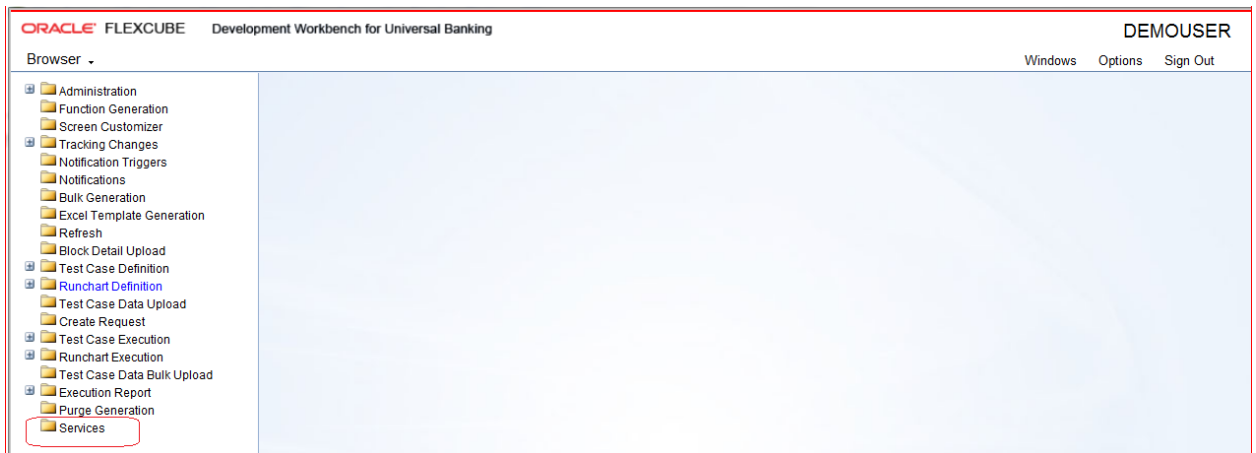 ORACLE® FLEXCUBE Development Workbench for Universal Banking
DEMOUSER
Browser
Windows Options Sign Out
Administration
Function Generation
Screen Customizer
Tracking Changes
Notification Triggers
Notifications
Bulk Generation
Excel Template Generation
Refresh
Block Detail Upload
Test Case Definition
Runchart Definition
Test Case Data Upload
Create Request
Test Case Execution
Runchart Execution
Test Case Data Bulk Upload
Execution Report
Purge Generation
Services